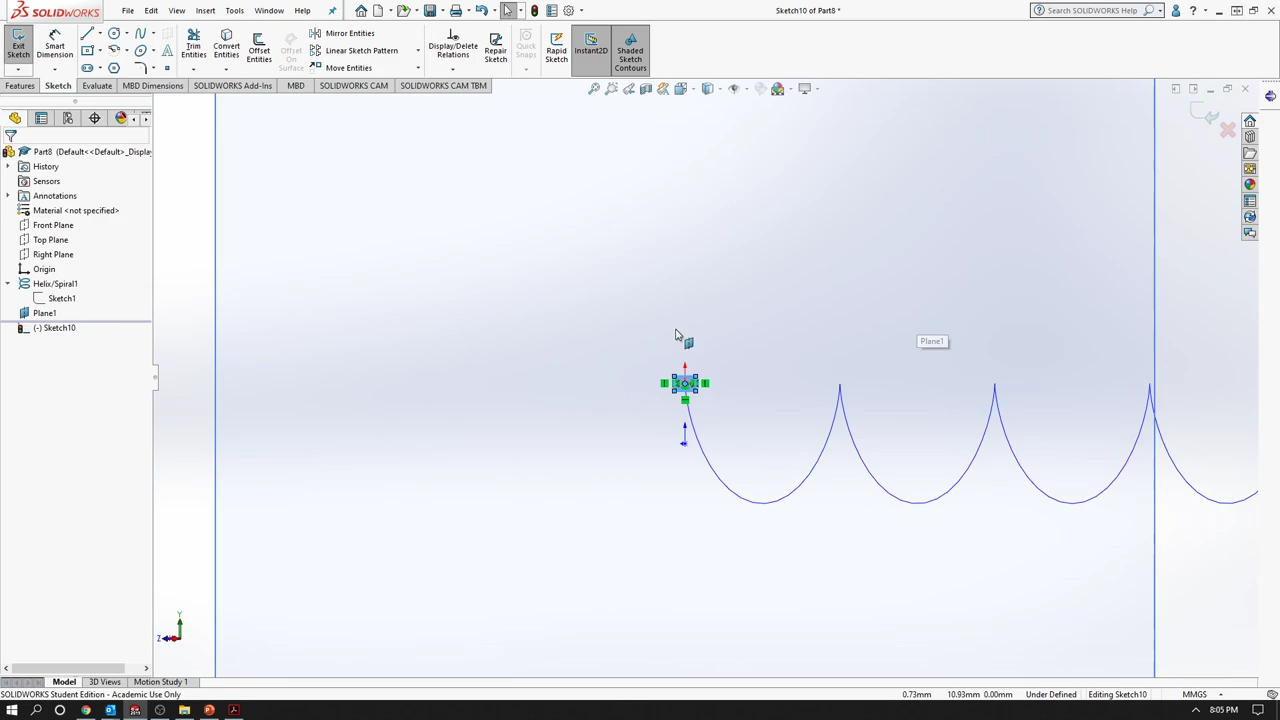 SOLIDWORKS File Edit View Insert Tools Window Help Sketch10 of Part8 * Search SOLIDWORKS Help
Exit Sketch
Smart Dimension
Trim Entities
Convert Entities
Offset Entities
Offset On Surface
Mirror Entities
Linear Sketch Pattern
Move Entities
Display/Delete Relations
Repair Sketch
Quick Snaps
Rapid Sketch
Instant2D
Shaded Sketch Contours
Features Sketch Evaluate MBD Dimensions SOLIDWORKS Add-Ins MBD SOLIDWORKS CAM SOLIDWORKS CAM TBM
Part8 (Default<<Default>_Display
History
Sensors
Annotations
Material <not specified>
Front Plane
Top Plane
Right Plane
Origin
Helix/Spiral1
Sketch1
Plane1
(-) Sketch10
Plane1
Y
Z
Model 3D Views Motion Study 1
SOLIDWORKS Student Edition - Academic Use Only 0.73mm 10.93mm 0.00mm Under Defined Editing Sketch10 MMGS
8:05 PM